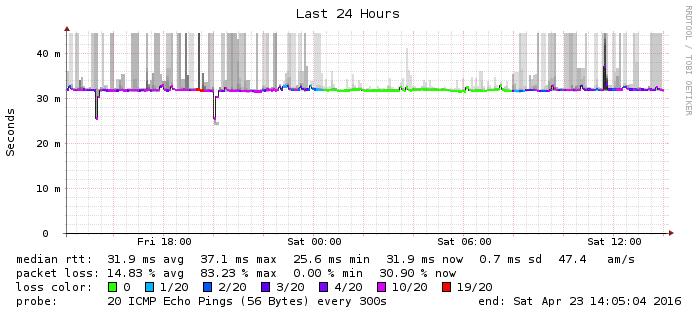 Last 24 Hours
RRDTOOL / TOBI OETIKER
Seconds
40 m
30 m
20 m
10 m
0
Fri 18:00 Sat 00:00 Sat 06:00 Sat 12:00
median rtt: 31.9 ms avg 37.1 ms max 25.6 ms min 31.9 ms now 0.7 ms sd 47.4 am/s
packet loss: 14.83 % avg 83.23 % max 0.00 % min 30.90 % now
loss color: 0 1/20 2/20 3/20 4/20 10/20 19/20
probe: 20 ICMP Echo Pings (56 Bytes) every 300s end: Sat Apr 23 14:05:04 2016